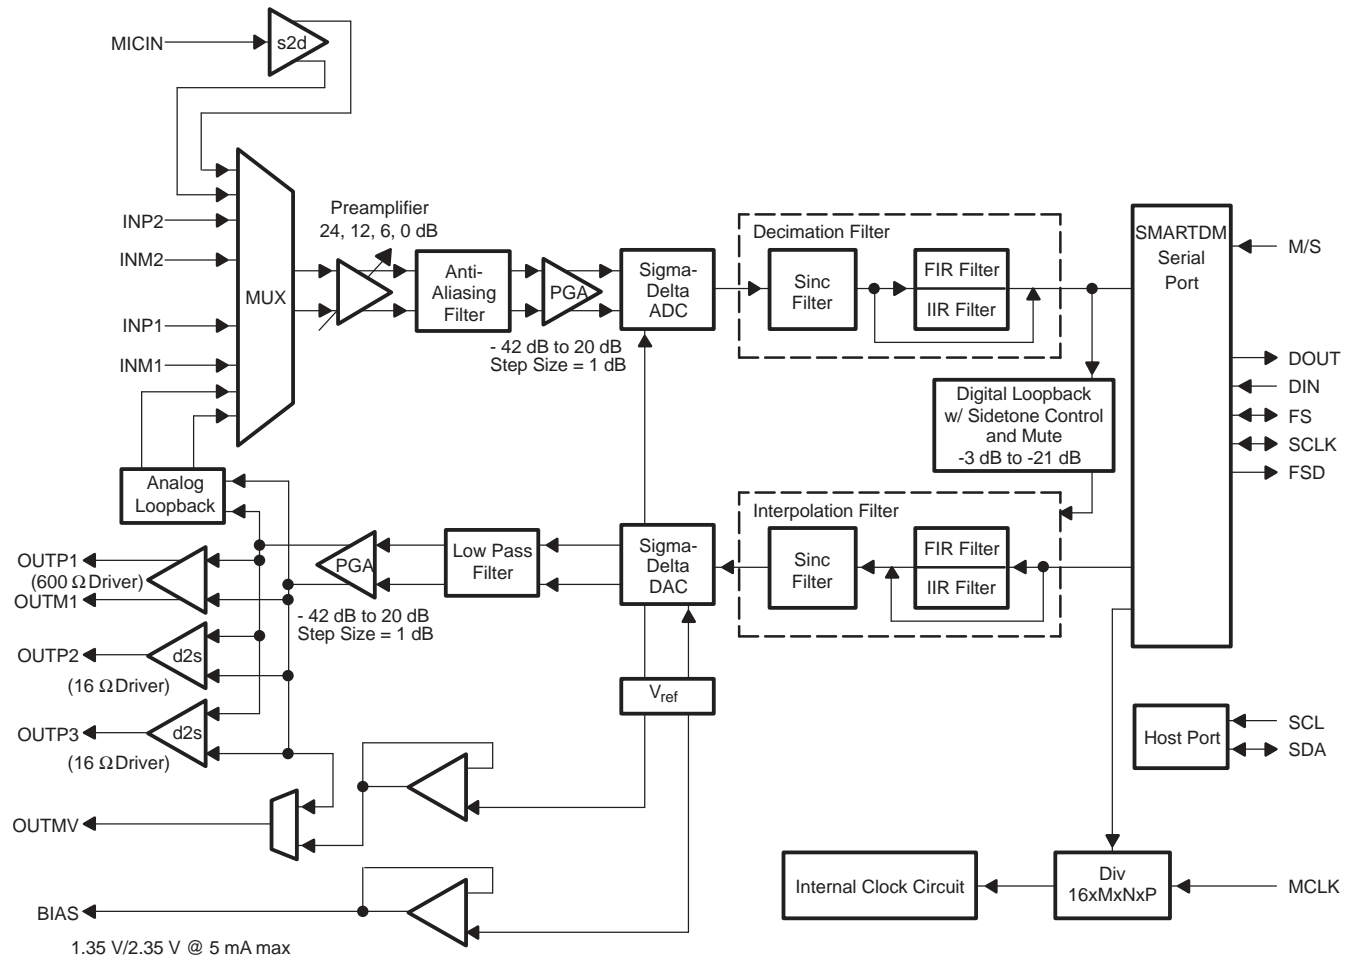 MICIN
s2d
INP2
INM2
INP1
INM1
MUX
Preamplifier
24, 12, 6, 0 dB
Anti-
Aliasing
Filter
PGA
- 42 dB to 20 dB
Step Size = 1 dB
Sigma-
Delta
ADC
Decimation Filter
Sinc
Filter
FIR Filter
IIR Filter
SMARTDM
Serial
Port
M/S
DOUT
DIN
FS
SCLK
FSD
Digital Loopback
w/ Sidetone Control
and Mute
-3 dB to -21 dB
Analog
Loopback
OUTP1
(600 Ω Driver)
OUTM1
PGA
- 42 dB to 20 dB
Step Size = 1 dB
Low Pass
Filter
Sigma-
Delta
DAC
Interpolation Filter
Sinc
Filter
FIR Filter
IIR Filter
OUTP2
d2s
(16 Ω Driver)
OUTP3
d2s
(16 Ω Driver)
Vref
Host Port
SCL
SDA
OUTMV
BIAS
1.35 V/2.35 V @ 5 mA max
Internal Clock Circuit
Div
16xMxNxP
MCLK